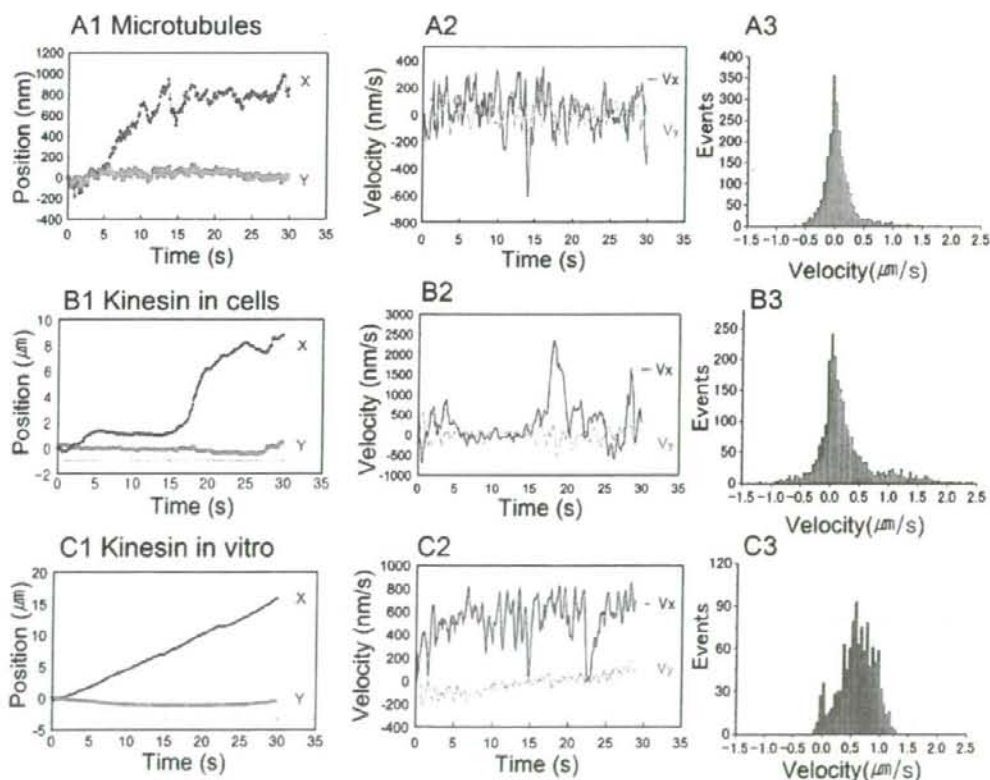 A1 Microtubules
Position (nm)
1200
1000
800
600
400
200
0
-200
-400
X
Y
0 5 10 15 20 25 30 35
Time (s)
A2
Velocity (nm/s)
400
200
0
-200
-400
-600
-800
Vx
Vy
0 5 10 15 20 25 30 35
Time (s)
A3
Events
400
350
300
250
200
150
100
50
0
-1.5 -1.0 -0.5 0.0 0.5 1.0 1.5 2.0 2.5
Velocity(μm/s)
B1 Kinesin in cells
Position (μm)
10
8
6
4
2
0
-2
X
Y
0 5 10 15 20 25 30 35
Time (s)
B2
Velocity (nm/s)
3000
2500
2000
1500
1000
500
0
-500
-1000
Vx
Vy
0 5 10 15 20 25 30 35
Time (s)
B3
Events
250
200
150
100
50
0
-1.5 -1.0 -0.5 0.0 0.5 1.0 1.5 2.0 2.5
Velocity(μm/s)
C1 Kinesin in vitro
Position (μm)
20
15
10
5
0
-5
X
Y
0 5 10 15 20 25 30 35
Time (s)
C2
Velocity (nm/s)
1000
800
600
400
200
0
-200
-400
Vx
Vy
0 5 10 15 20 25 30 35
Time (s)
C3
Events
120
90
60
30
0
-1.5 -1.0 -0.5 0.0 0.5 1.0 1.5 2.0 2.5
Velocity(μm/s)